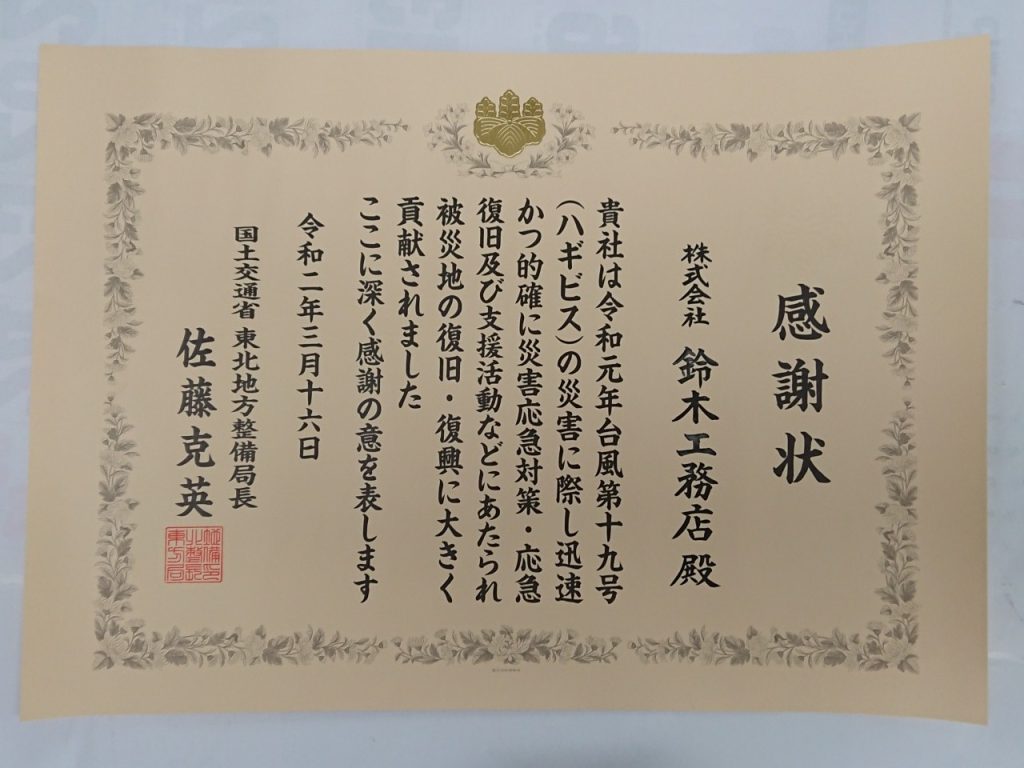 感謝状
株式会社 鈴木工務店 殿
貴社は令和元年台風第十九号
(ハギビス)の災害に際し迅速
かつ的確に災害応急対策・応急
復旧及び支援活動などにあたられ
被災地の復旧・復興に大きく
貢献されました
ここに深く感謝の意を表します
令和二年三月十六日
国土交通省 東北地方整備局長
佐藤克英